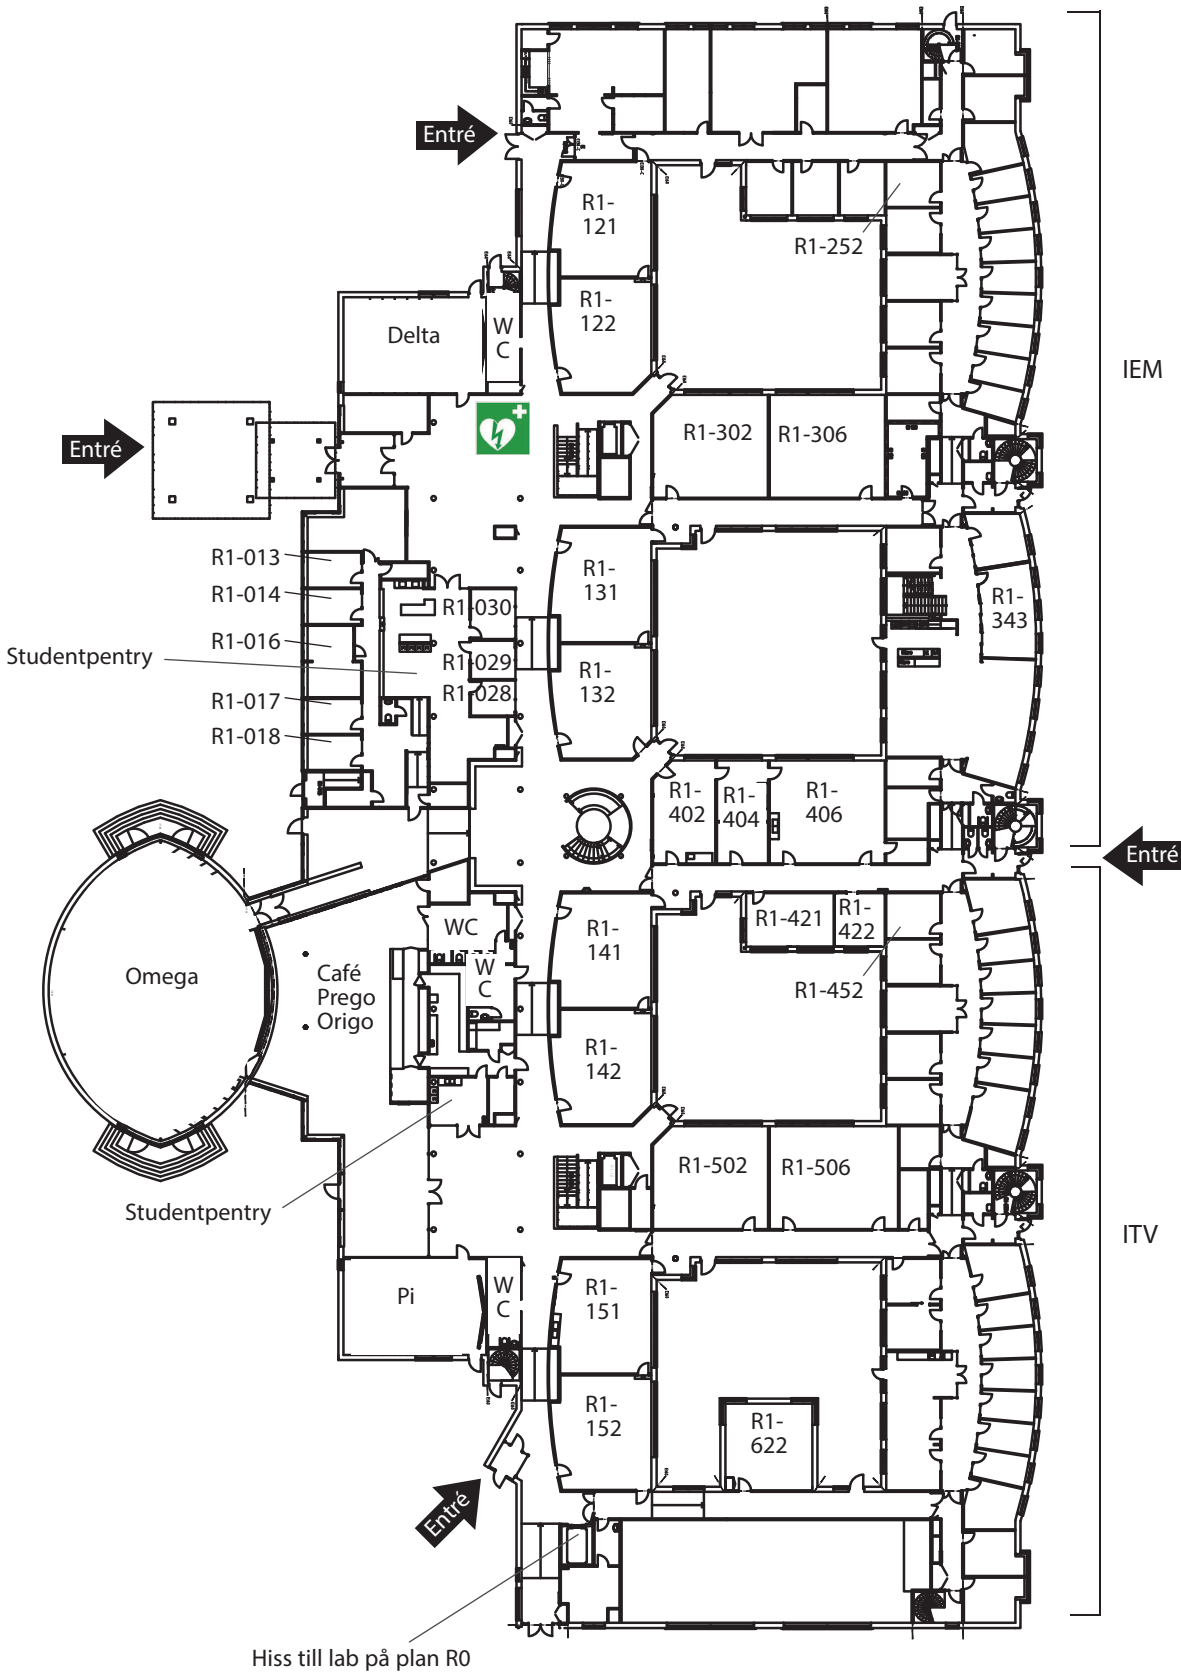 Entré
R1-
121
R1-252
R1-
122
Delta
W
C
IEM
R1-302
R1-306
Entré
R1-013
R1-014
R1-016
Studentpentry
R1-017
R1-018
R1-030
R1-029
R1-028
R1-
131
R1-
132
R1-
343
R1-
402
R1-
404
R1-
406
Entré
R1-421
R1-
422
R1-
141
WC
W
C
Omega
Café
Prego
Origo
R1-452
R1-
142
R1-502
R1-506
Studentpentry
ITV
Pi
W
C
R1-
151
R1-
152
R1-
622
Entré
Hiss till lab på plan R0